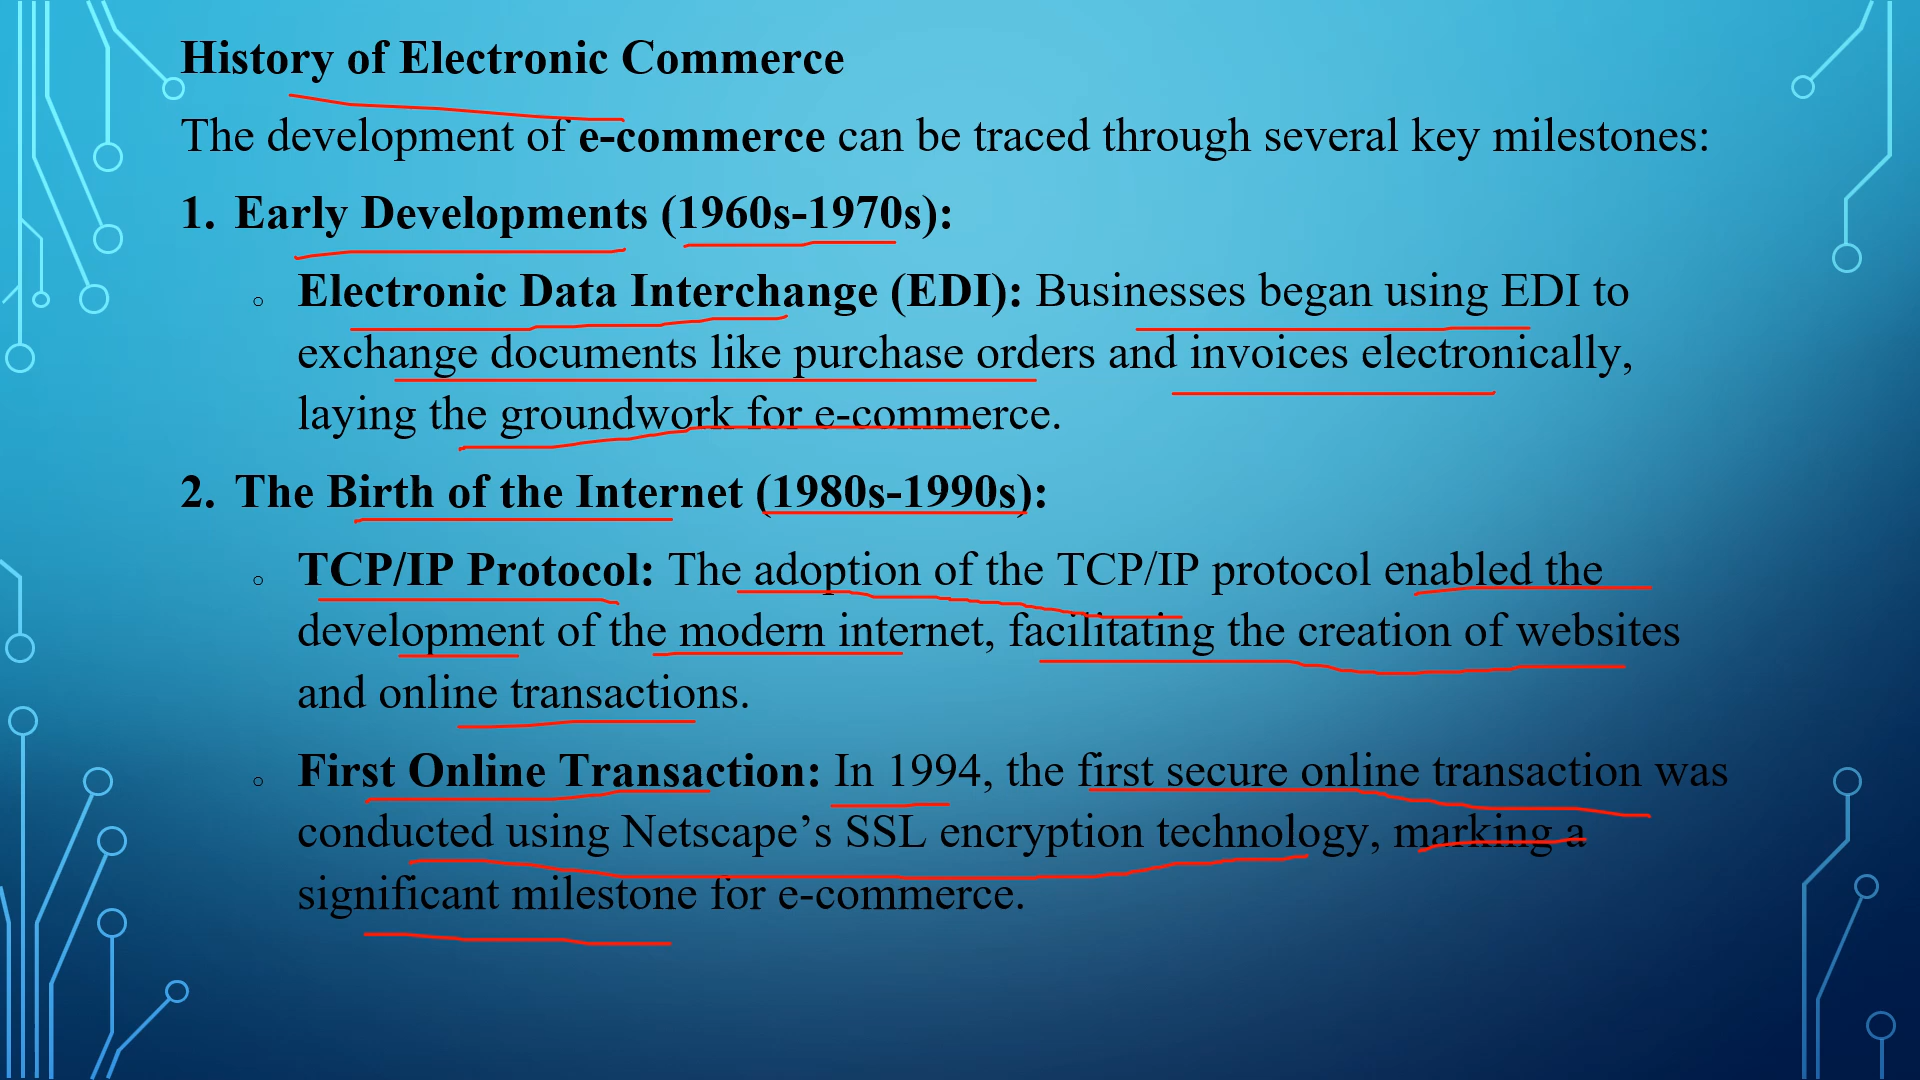 History of Electronic Commerce
The development of e-commerce can be traced through several key milestones:
1. Early Developments (1960s-1970s):
○ Electronic Data Interchange (EDI): Businesses began using EDI to
exchange documents like purchase orders and invoices electronically,
laying the groundwork for e-commerce.
2. The Birth of the Internet (1980s-1990s):
○ TCP/IP Protocol: The adoption of the TCP/IP protocol enabled the
development of the modern internet, facilitating the creation of websites
and online transactions.
○ First Online Transaction: In 1994, the first secure online transaction was
conducted using Netscape’s SSL encryption technology, marking a
significant milestone for e-commerce.